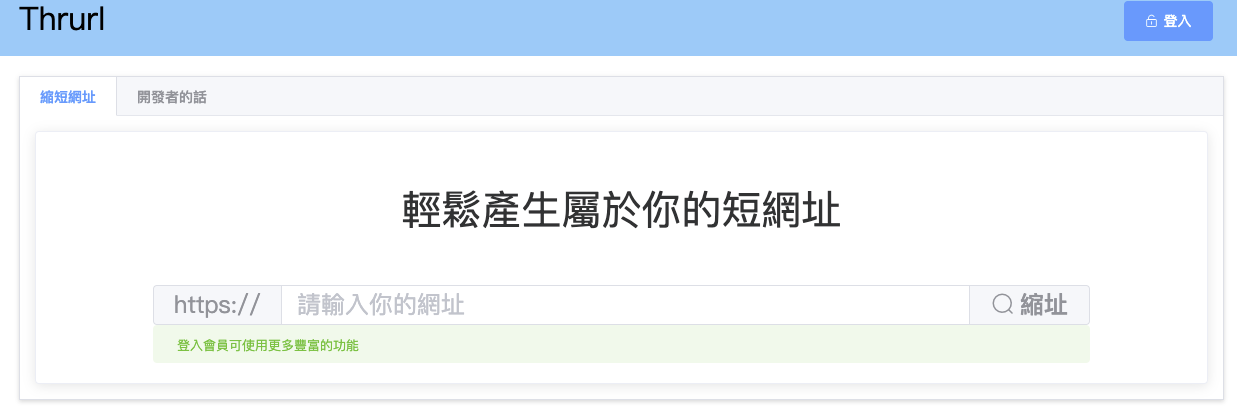 Thrurl
登入
縮短網址 開發者的話
輕鬆產生屬於你的短網址
https:// 請輸入你的網址 縮址
登入會員可使用更多豐富的功能